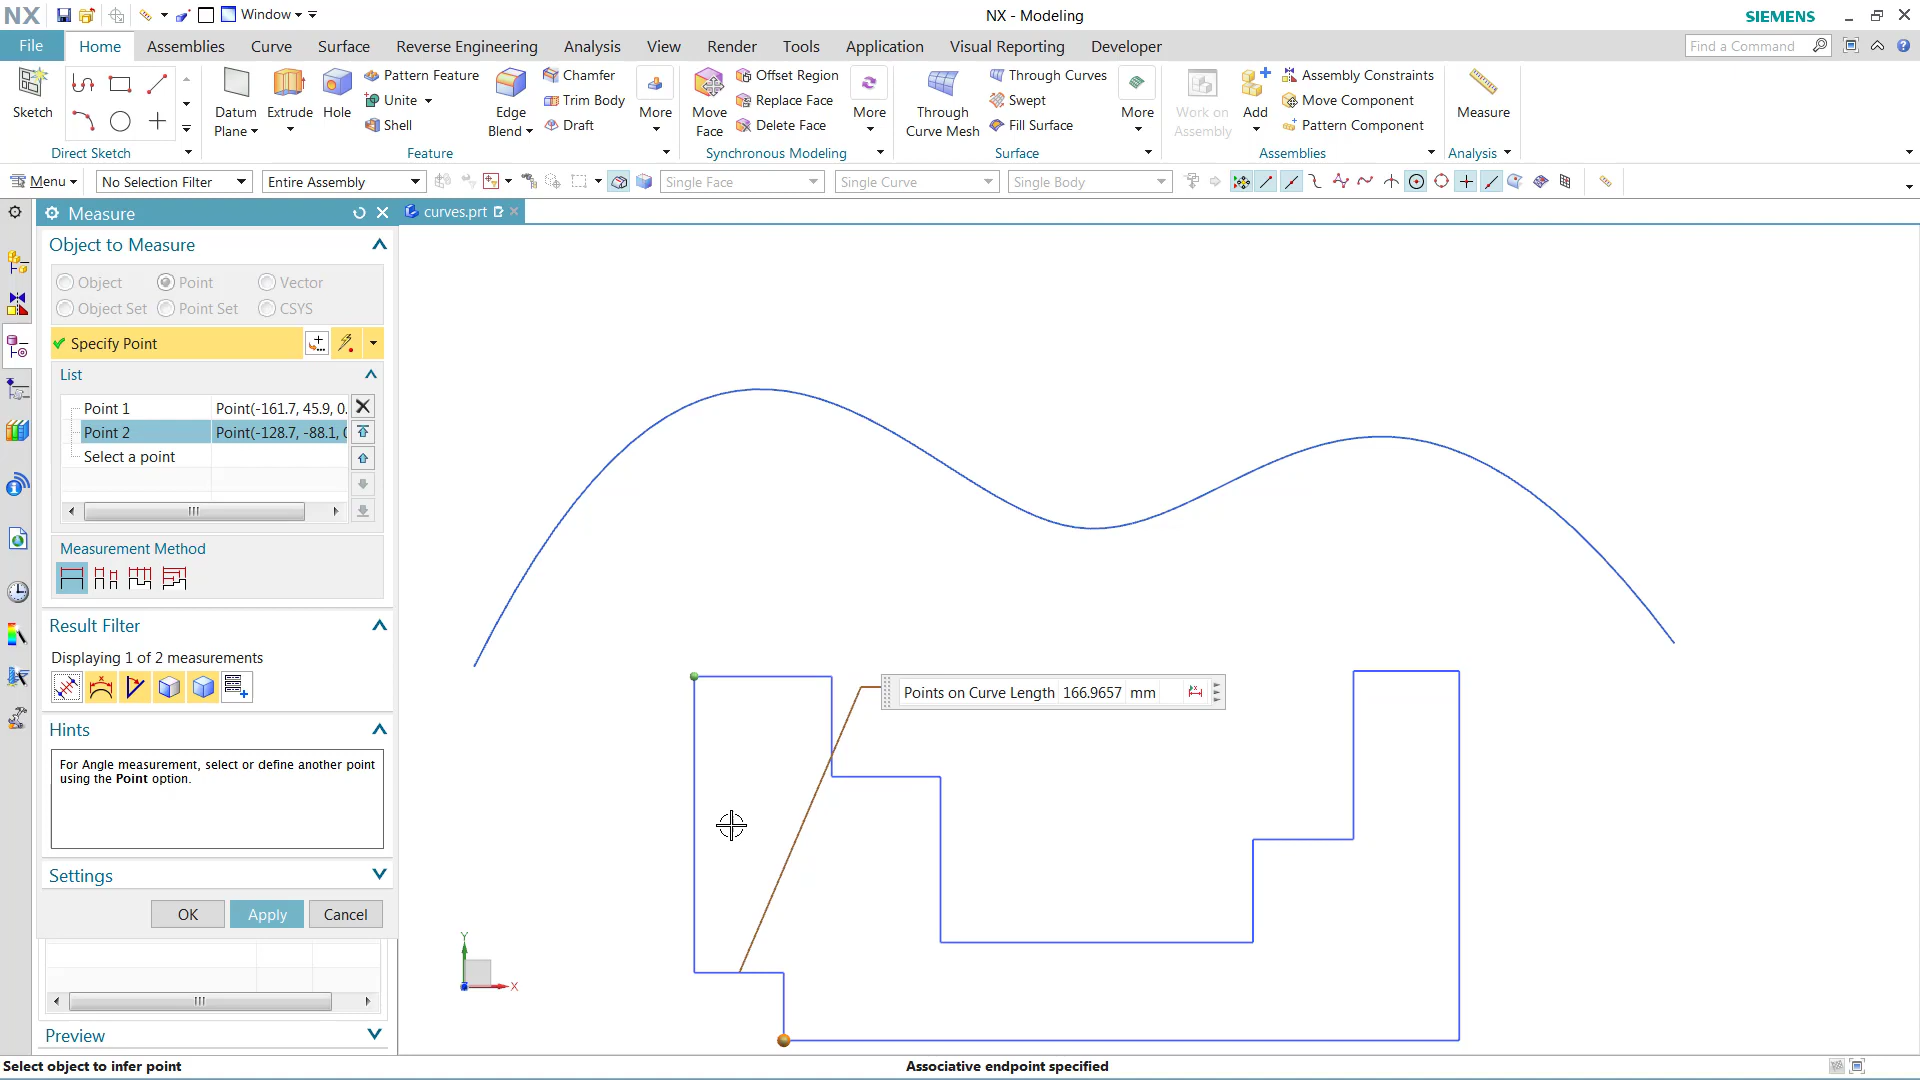 NX
Window
NX - Modeling
SIEMENS
File
Home
Assemblies
Curve
Surface
Reverse Engineering
Analysis
View
Render
Tools
Application
Visual Reporting
Developer
Find a Command
Sketch
Direct Sketch
Datum
Plane
Extrude
Hole
Pattern Feature
Unite
Shell
Edge
Blend
Chamfer
Trim Body
Draft
More
Feature
Move
Face
Offset Region
Replace Face
Delete Face
More
Synchronous Modeling
Through
Curve Mesh
Through Curves
Swept
Fill Surface
More
Surface
Work on
Assembly
Add
Assembly Constraints
Move Component
Pattern Component
Assemblies
Measure
Analysis
Menu
No Selection Filter
Entire Assembly
Single Face
Single Curve
Single Body
Measure
curves.prt
Object to Measure
Object
Point
Vector
Object Set
Point Set
CSYS
Specify Point
List
Point 1
Point(-161.7, 45.9, 0.
Point 2
Point(-128.7, -88.1, 0
Select a point
Measurement Method
Result Filter
Displaying 1 of 2 measurements
Hints
For Angle measurement, select or define another point
using the Point option.
Settings
OK
Apply
Cancel
Preview
Points on Curve Length 166.9657 mm
Y
X
Select object to infer point
Associative endpoint specified